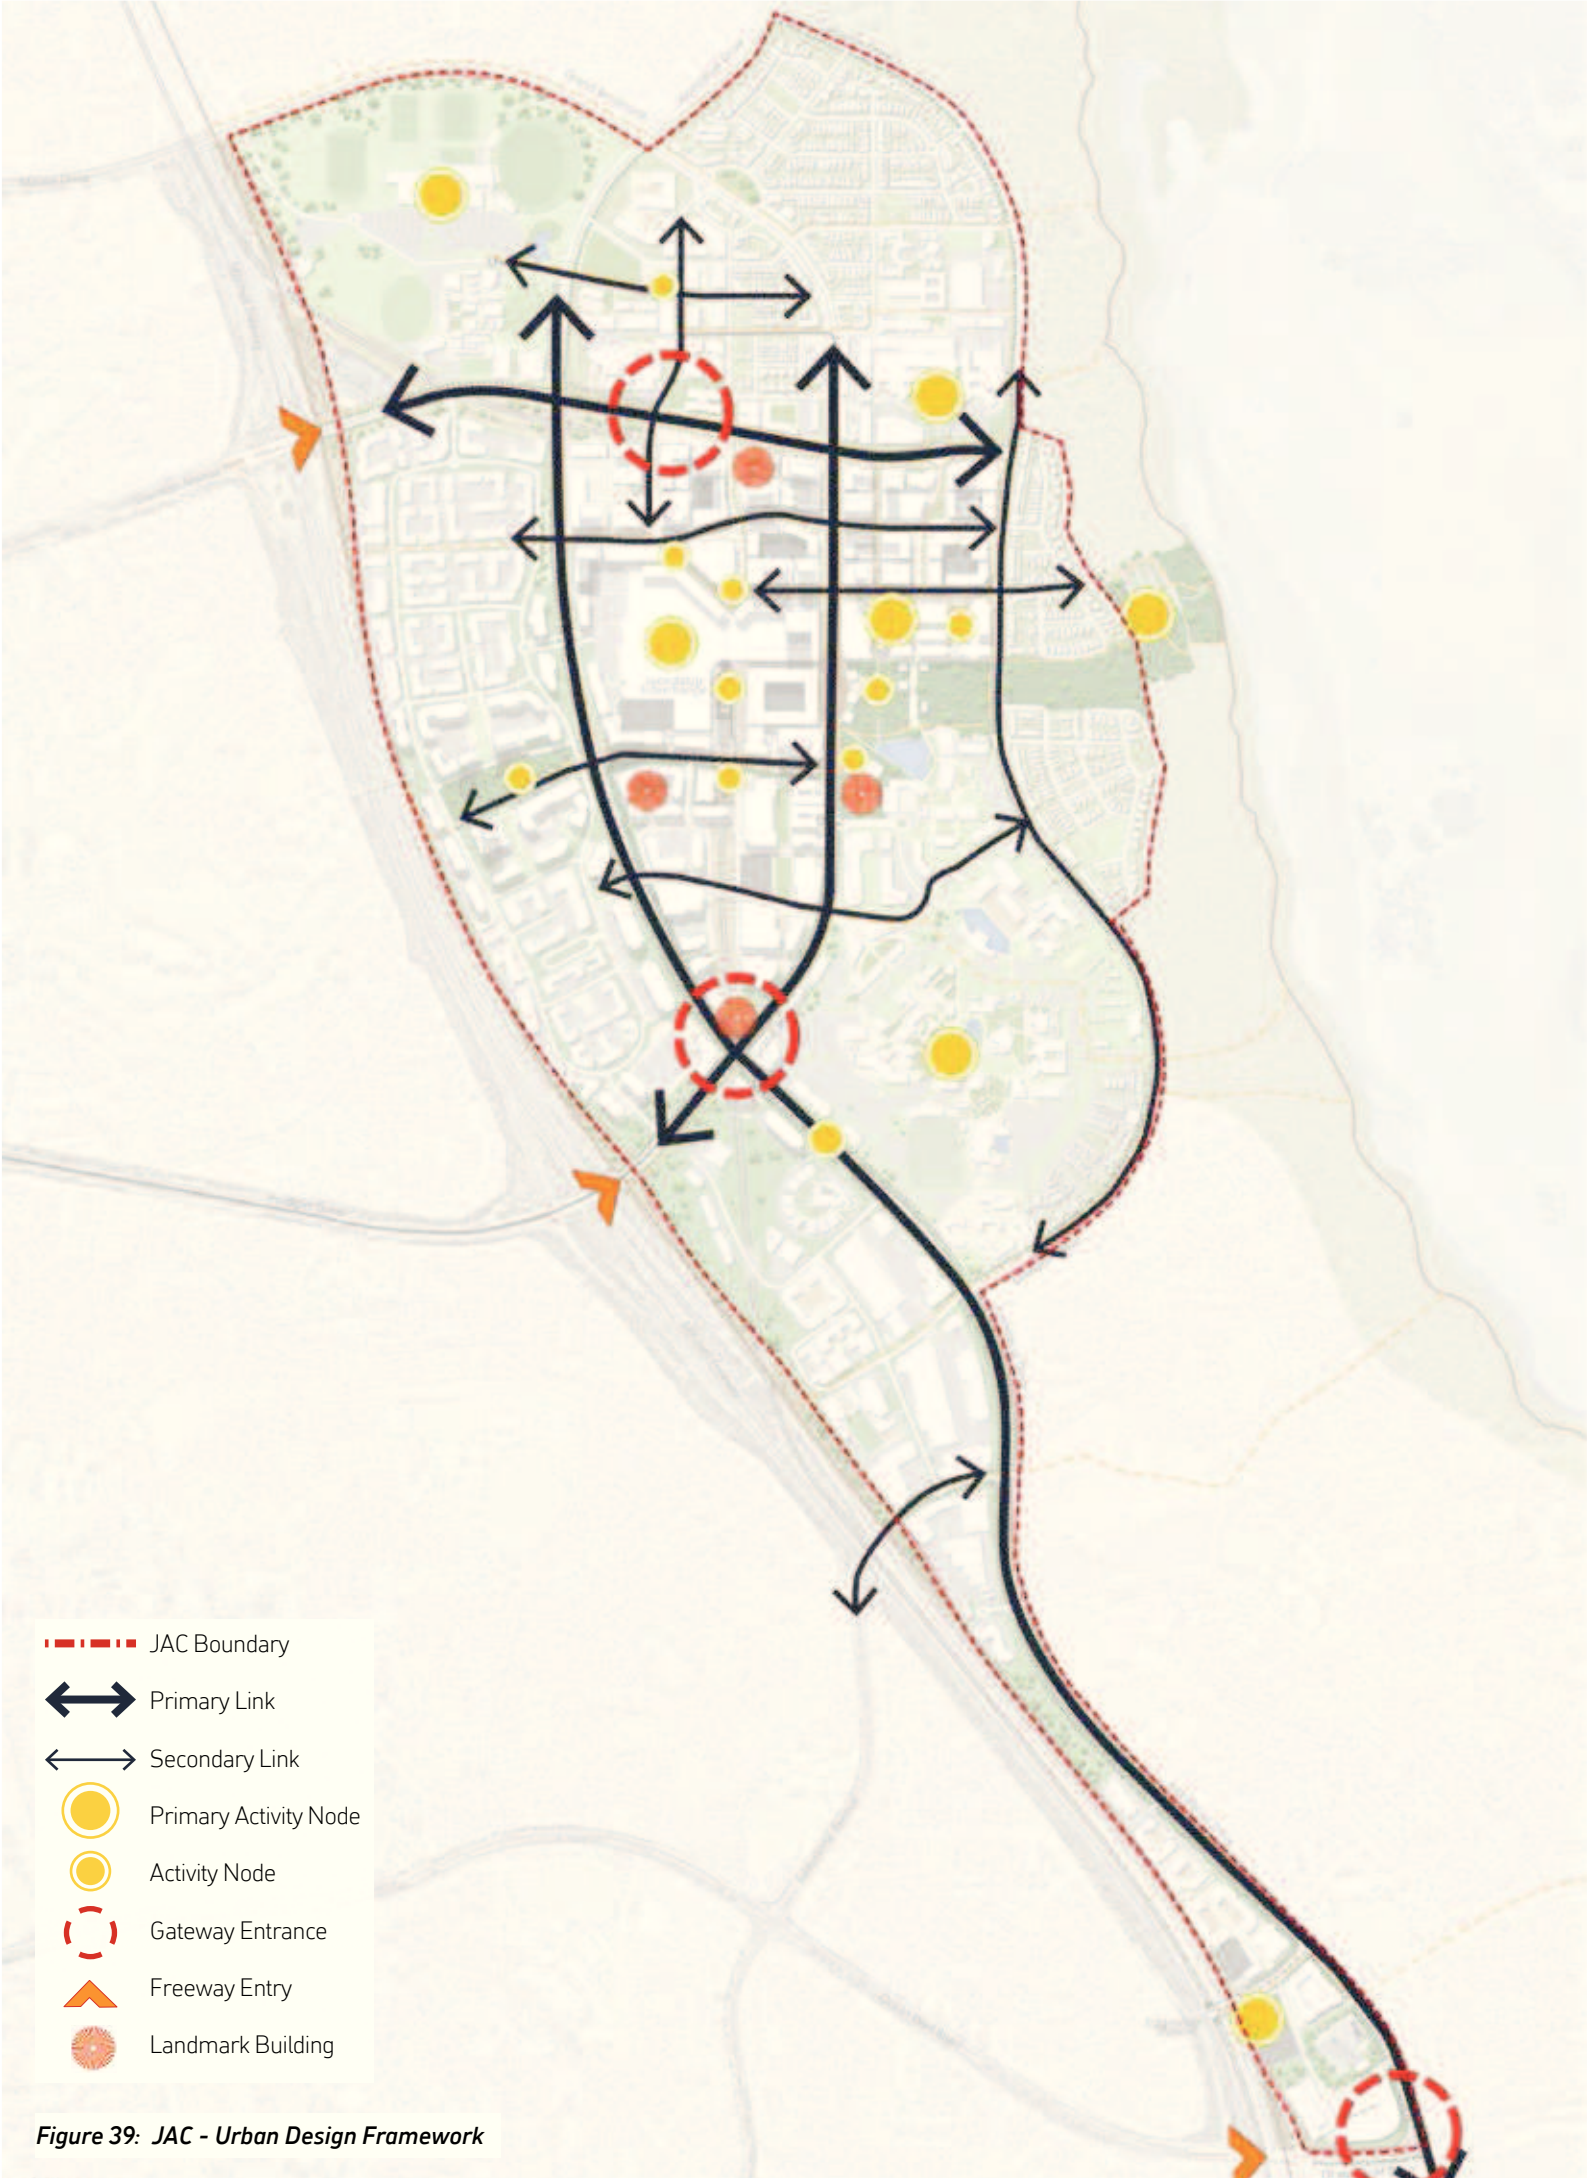 JAC Boundary
Primary Link
Secondary Link
Primary Activity Node
Activity Node
Gateway Entrance
Freeway Entry
Landmark Building
Figure 39: JAC - Urban Design Framework